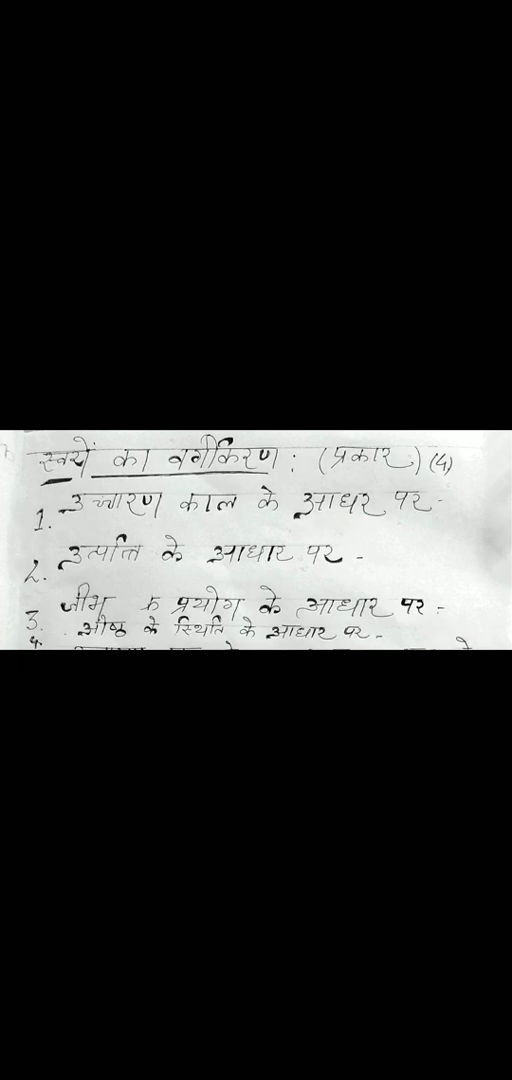 स्वरों का वर्गीकरण : (प्रकार) (4)
1. उच्चारण काल के आधर पर -
2. उत्पत्ति के आधार पर -
3. जीभ के प्रयोग के आधार पर -
4. ओष्ठ के स्थिति के आधार पर -